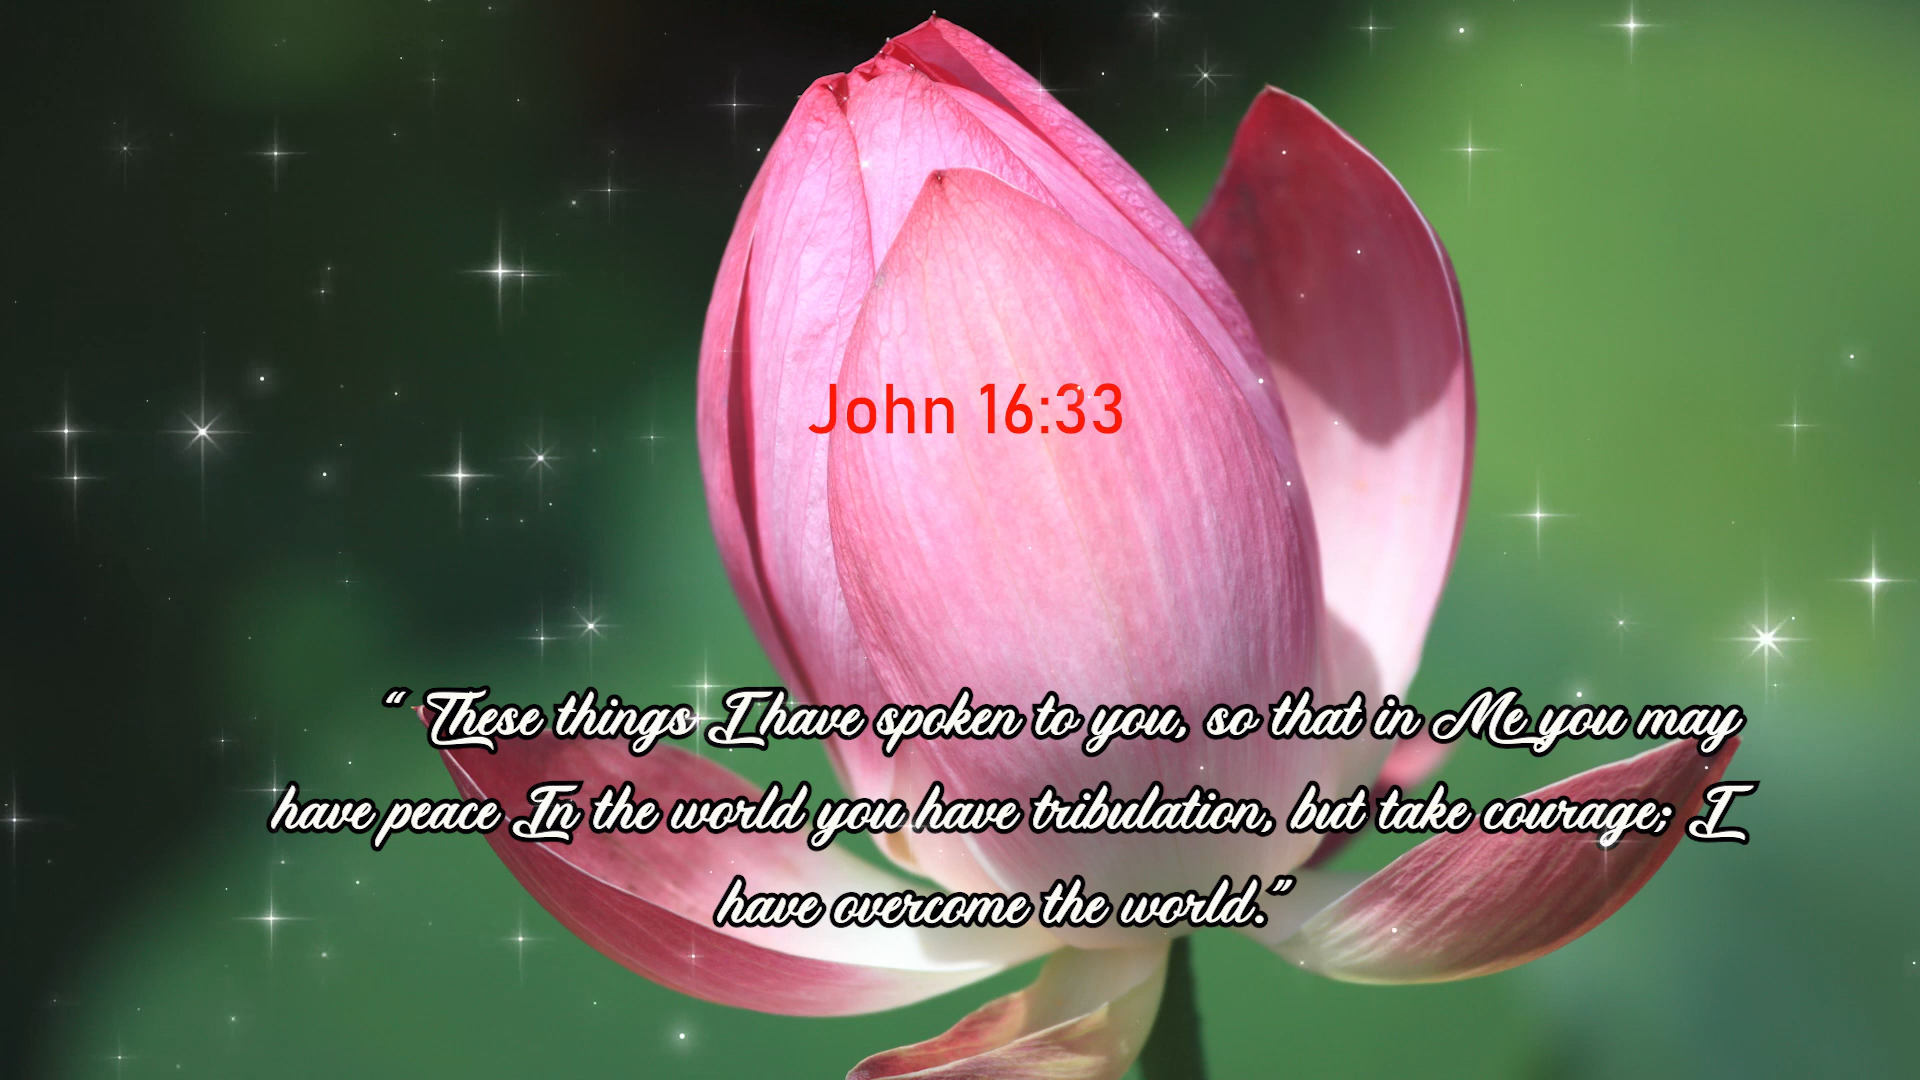 John 16:33
“ These things I have spoken to you, so that in Me you may
have peace In the world you have tribulation, but take courage; I
have overcome the world.”